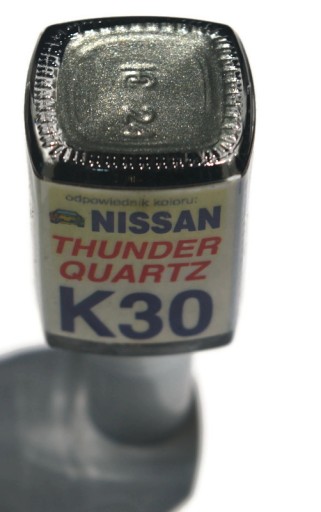 odpowiednik koloru:
NISSAN
THUNDER
QUARTZ
K30